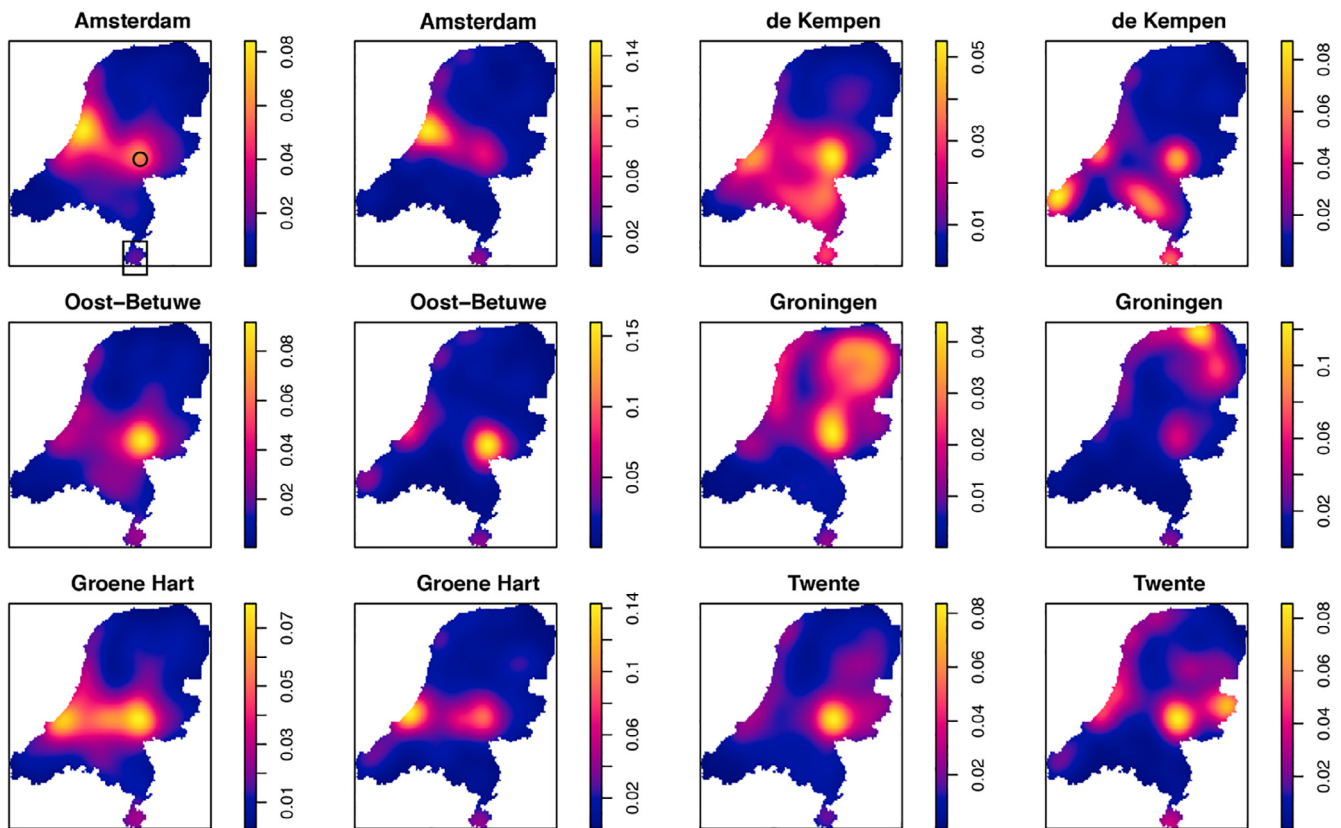 Amsterdam
0.02 0.04 0.06 0.08
Amsterdam
0.02 0.06 0.1 0.14
de Kempen
0.01 0.03 0.05
de Kempen
0.02 0.04 0.06 0.08
Oost−Betuwe
0.02 0.04 0.06 0.08
Oost−Betuwe
0.05 0.1 0.15
Groningen
0.01 0.02 0.03 0.04
Groningen
0.02 0.06 0.1
Groene Hart
0.01 0.03 0.05 0.07
Groene Hart
0.02 0.06 0.1 0.14
Twente
0.02 0.04 0.06 0.08
Twente
0.02 0.04 0.06 0.08